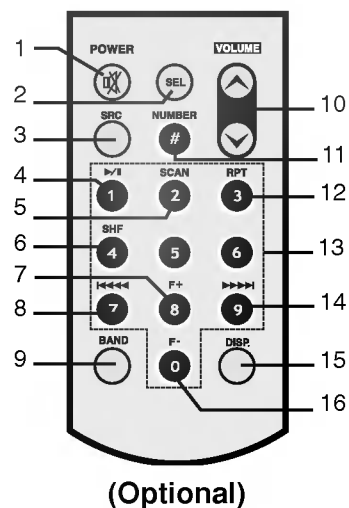 POWER
VOLUME
1
2
SEL
10
3
SRC
NUMBER
#
11
4
▶/II
SCAN
RPT
1
2
3
12
5
6
SHF
4
5
6
13
7
|◀◀◀◀
F+
▶▶▶▶|
8
7
8
9
14
9
BAND
F-
DISP.
15
0
16
(Optional)